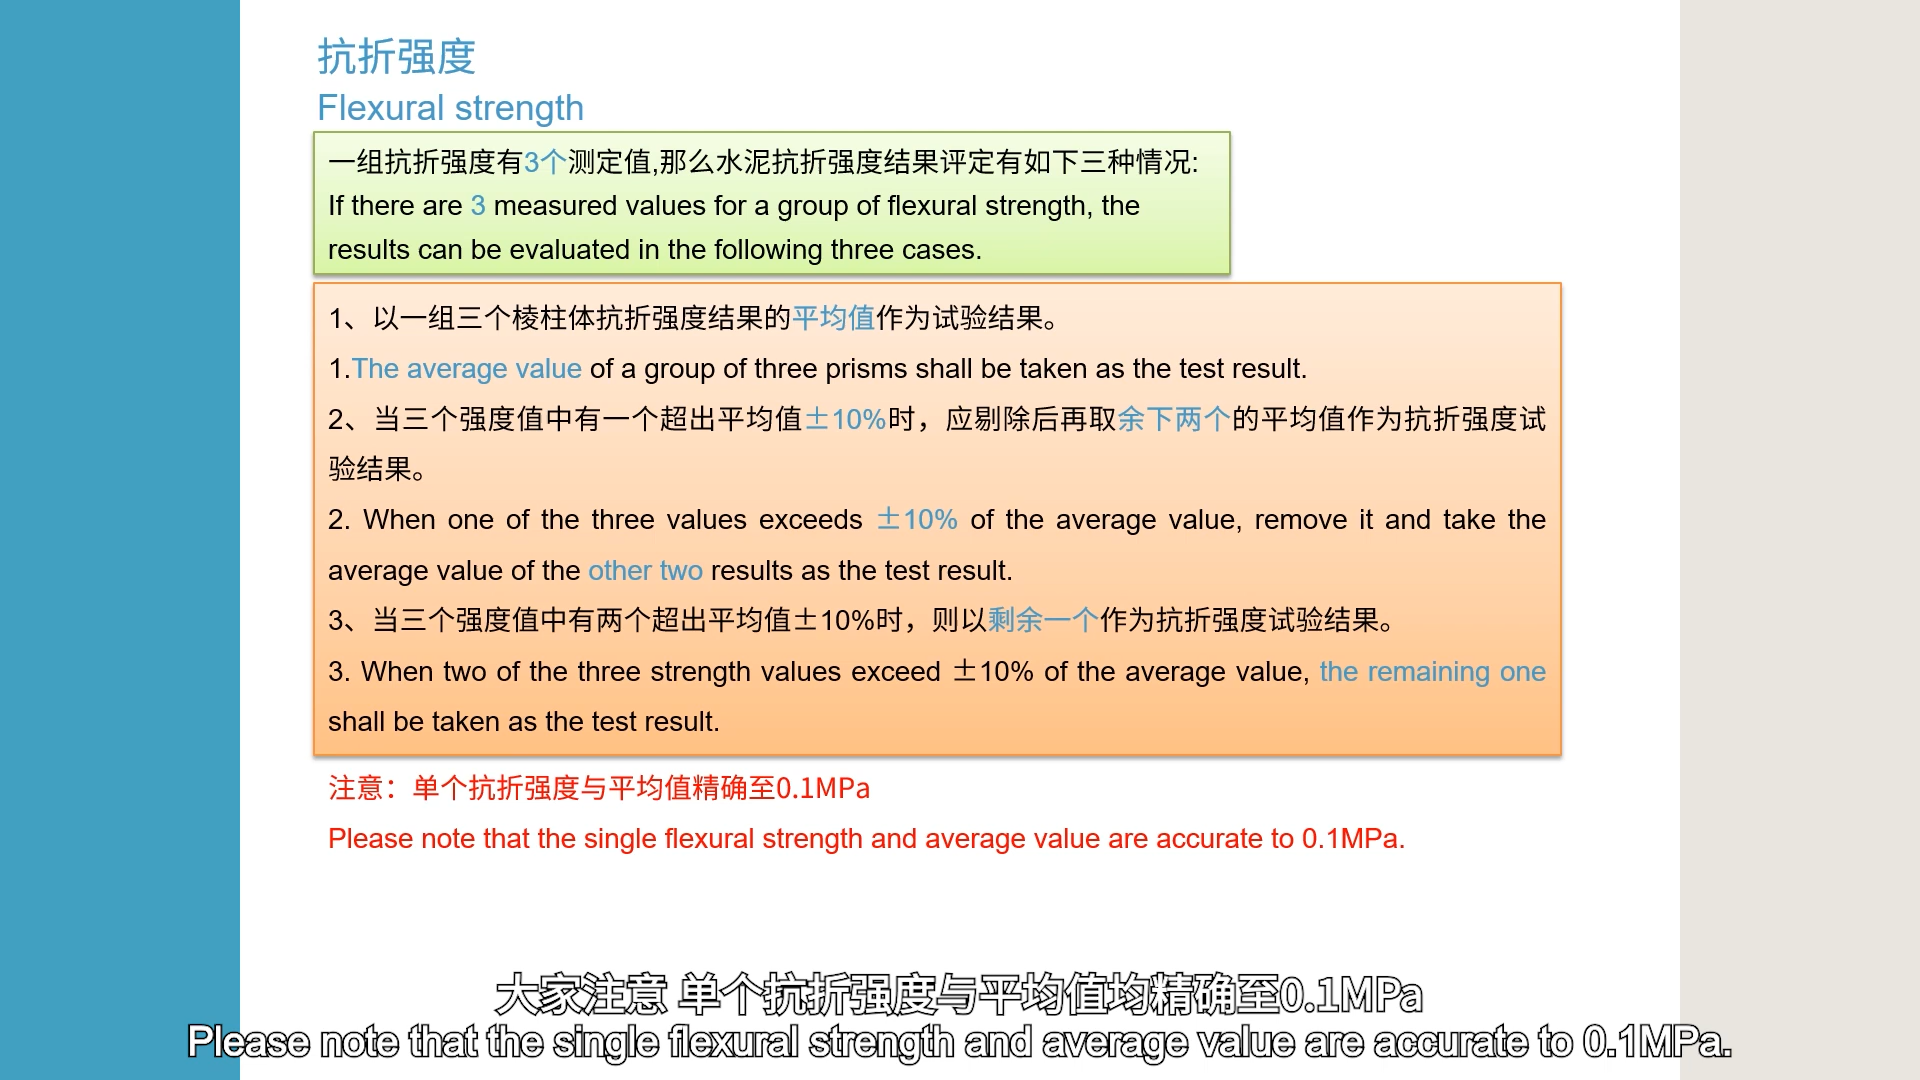 抗折强度
Flexural strength
一组抗折强度有3个测定值,那么水泥抗折强度结果评定有如下三种情况:
If there are 3 measured values for a group of flexural strength, the
results can be evaluated in the following three cases.
1、以一组三个棱柱体抗折强度结果的平均值作为试验结果。
1.The average value of a group of three prisms shall be taken as the test result.
2、当三个强度值中有一个超出平均值±10%时，应剔除后再取余下两个的平均值作为抗折强度试
验结果。
2. When one of the three values exceeds ±10% of the average value, remove it and take the
average value of the other two results as the test result.
3、当三个强度值中有两个超出平均值±10%时，则以剩余一个作为抗折强度试验结果。
3. When two of the three strength values exceed ±10% of the average value, the remaining one
shall be taken as the test result.
注意：单个抗折强度与平均值精确至0.1MPa
Please note that the single flexural strength and average value are accurate to 0.1MPa.
大家注意 单个抗折强度与平均值均精确至0.1MPa
Please note that the single flexural strength and average value are accurate to 0.1MPa.